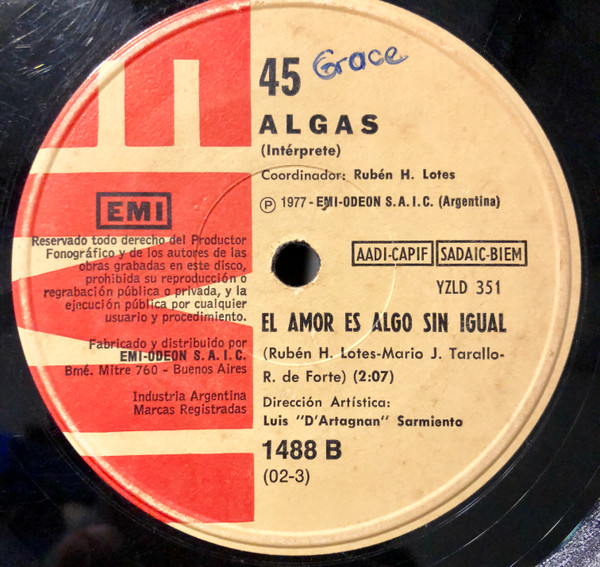 45 Grace
ALGAS
(Intérprete)
Coordinador: Rubén H. Lotes
Ⓟ 1977 - EMI-ODEON S.A.I.C. (Argentina)
EMI
Reservado todo derecho del Productor
Fonográfico y de los autores de las
obras grabadas en este disco,
prohibida su reproducción o
regrabación pública o privada, y la
ejecución pública por cualquier
usuario y procedimiento.
Fabricado y distribuido por
EMI-ODEON S.A.I.C.
Bmé. Mitre 760 - Buenos Aires
Industria Argentina
Marcas Registradas
AADI-CAPIF SADAIC-BIEM
YZLD 351
EL AMOR ES ALGO SIN IGUAL
(Rubén H. Lotes-Mario J. Tarallo-
R. de Forte) (2:07)
Dirección Artística:
Luis "D'Artagnan" Sarmiento
1488 B
(02-3)